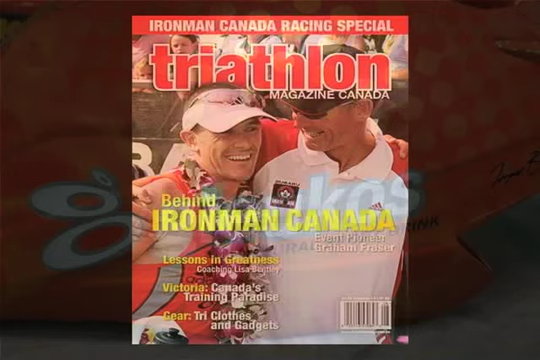 IRONMAN CANADA RACING SPECIAL
triathlon
MAGAZINE CANADA
Behind
IRONMAN CANADA
Event Pioneer
Graham Fraser
Lessons in Greatness
Coaching Lisa Bentley
Victoria: Canada's
Training Paradise
Gear: Tri Clothes
and Gadgets